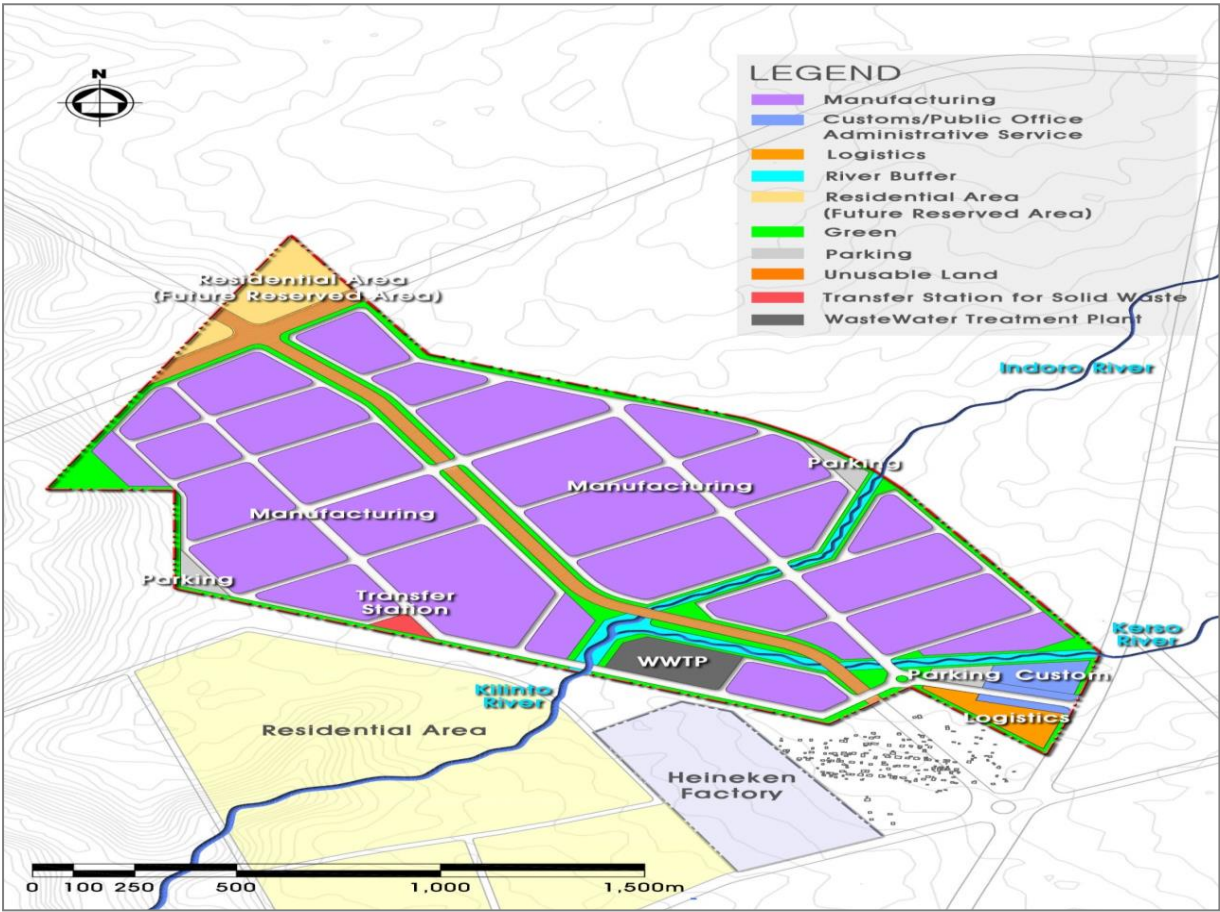 N
LEGEND
Manufacturing
Customs/Public Office
Administrative Service
Logistics
River Buffer
Residential Area
(Future Reserved Area)
Green
Parking
Unusable Land
Transfer Station for Solid Waste
WasteWater Treatment Plant
Residential Area
(Future Reserved Area)
Indoro River
Parking
Manufacturing
Manufacturing
Parking
Transfer
Station
Kerso
River
WWTP
Parking
Custom
Kilinto
River
Logistics
Residential Area
Heineken
Factory
0 100 250 500 1,000 1,500m